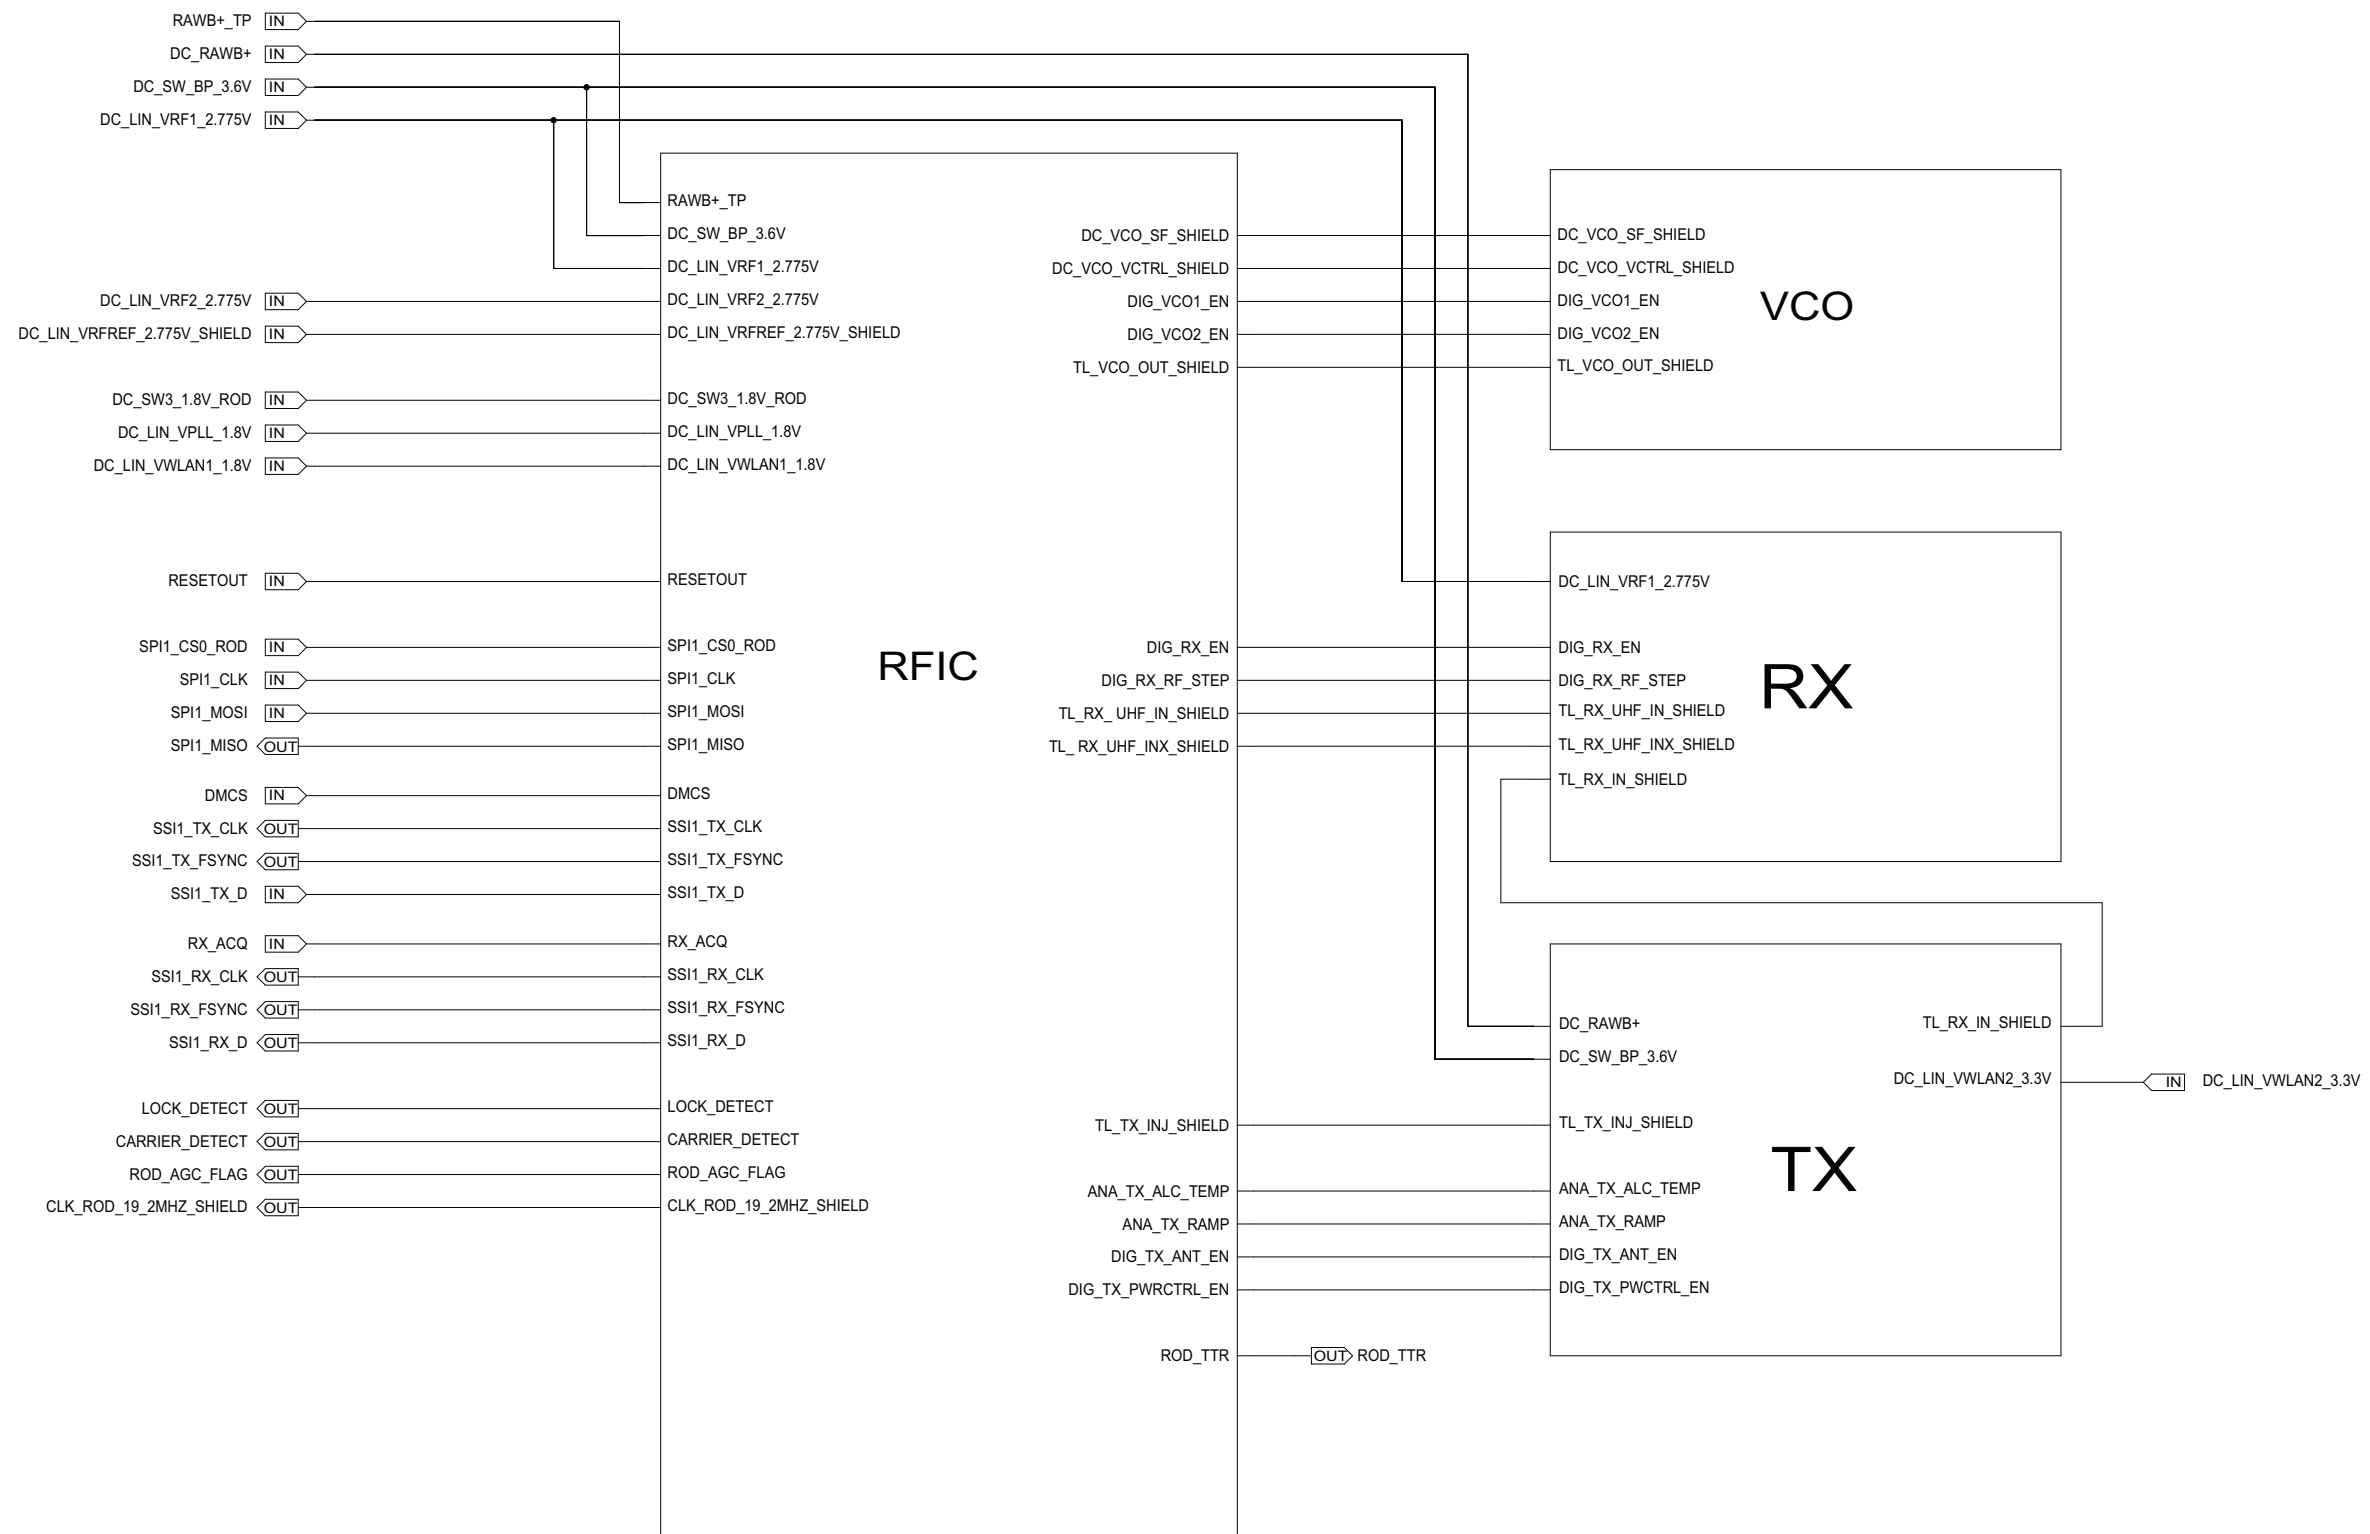 RAWB+_TP IN
DC_RAWB+ IN
DC_SW_BP_3.6V IN
DC_LIN_VRF1_2.775V IN
RAWB+_TP
DC_SW_BP_3.6V
DC_LIN_VRF1_2.775V
DC_LIN_VRF2_2.775V IN DC_LIN_VRF2_2.775V
DC_LIN_VRFREF_2.775V_SHIELD IN DC_LIN_VRFREF_2.775V_SHIELD
DC_SW3_1.8V_ROD IN DC_SW3_1.8V_ROD
DC_LIN_VPLL_1.8V IN DC_LIN_VPLL_1.8V
DC_LIN_VWLAN1_1.8V IN DC_LIN_VWLAN1_1.8V
RESETOUT IN RESETOUT
SPI1_CS0_ROD IN SPI1_CS0_ROD
SPI1_CLK IN SPI1_CLK
SPI1_MOSI IN SPI1_MOSI
SPI1_MISO OUT SPI1_MISO
DMCS IN DMCS
SSI1_TX_CLK OUT SSI1_TX_CLK
SSI1_TX_FSYNC OUT SSI1_TX_FSYNC
SSI1_TX_D IN SSI1_TX_D
RX_ACQ IN RX_ACQ
SSI1_RX_CLK OUT SSI1_RX_CLK
SSI1_RX_FSYNC OUT SSI1_RX_FSYNC
SSI1_RX_D OUT SSI1_RX_D
LOCK_DETECT OUT LOCK_DETECT
CARRIER_DETECT OUT CARRIER_DETECT
ROD_AGC_FLAG OUT ROD_AGC_FLAG
CLK_ROD_19_2MHZ_SHIELD OUT CLK_ROD_19_2MHZ_SHIELD
RFIC
DC_VCO_SF_SHIELD DC_VCO_SF_SHIELD
DC_VCO_VCTRL_SHIELD DC_VCO_VCTRL_SHIELD
DIG_VCO1_EN DIG_VCO1_EN
DIG_VCO2_EN DIG_VCO2_EN
TL_VCO_OUT_SHIELD TL_VCO_OUT_SHIELD
VCO
DC_LIN_VRF1_2.775V
DIG_RX_EN DIG_RX_EN
DIG_RX_RF_STEP DIG_RX_RF_STEP
TL_RX_ UHF_IN_SHIELD TL_RX_UHF_IN_SHIELD
TL_ RX_UHF_INX_SHIELD TL_RX_UHF_INX_SHIELD
TL_RX_IN_SHIELD
RX
DC_RAWB+ TL_RX_IN_SHIELD
DC_SW_BP_3.6V
DC_LIN_VWLAN2_3.3V IN DC_LIN_VWLAN2_3.3V
TL_TX_INJ_SHIELD TL_TX_INJ_SHIELD
TX
ANA_TX_ALC_TEMP ANA_TX_ALC_TEMP
ANA_TX_RAMP ANA_TX_RAMP
DIG_TX_ANT_EN DIG_TX_ANT_EN
DIG_TX_PWRCTRL_EN DIG_TX_PWCTRL_EN
ROD_TTR OUT ROD_TTR